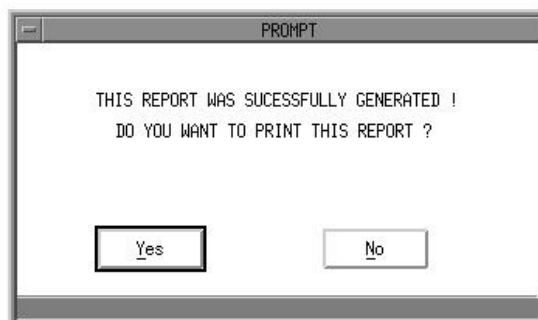 PROMPT
THIS REPORT WAS SUCESSFULLY GENERATED !
DO YOU WANT TO PRINT THIS REPORT ?
Yes No